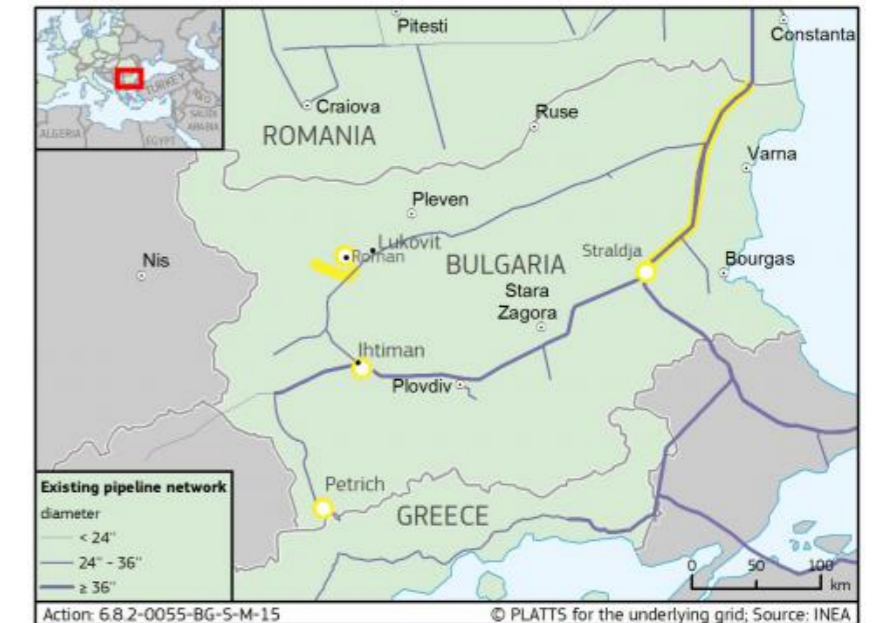 TURKEY
ALGERIA
EGYPT
SAUDI
ARABIA
Pitesti
Constanta
Craiova
Ruse
ROMANIA
Varna
Pleven
Lukovit
Roman
Nis
BULGARIA
Straldja
Bourgas
Stara
Zagora
Ihtiman
Plovdiv
Petrich
GREECE
Existing pipeline network
diameter
< 24"
24" - 36"
≥ 36"
0 50 100
km
Action: 6.8.2-0055-BG-S-M-15
© PLATTS for the underlying grid; Source: INEA